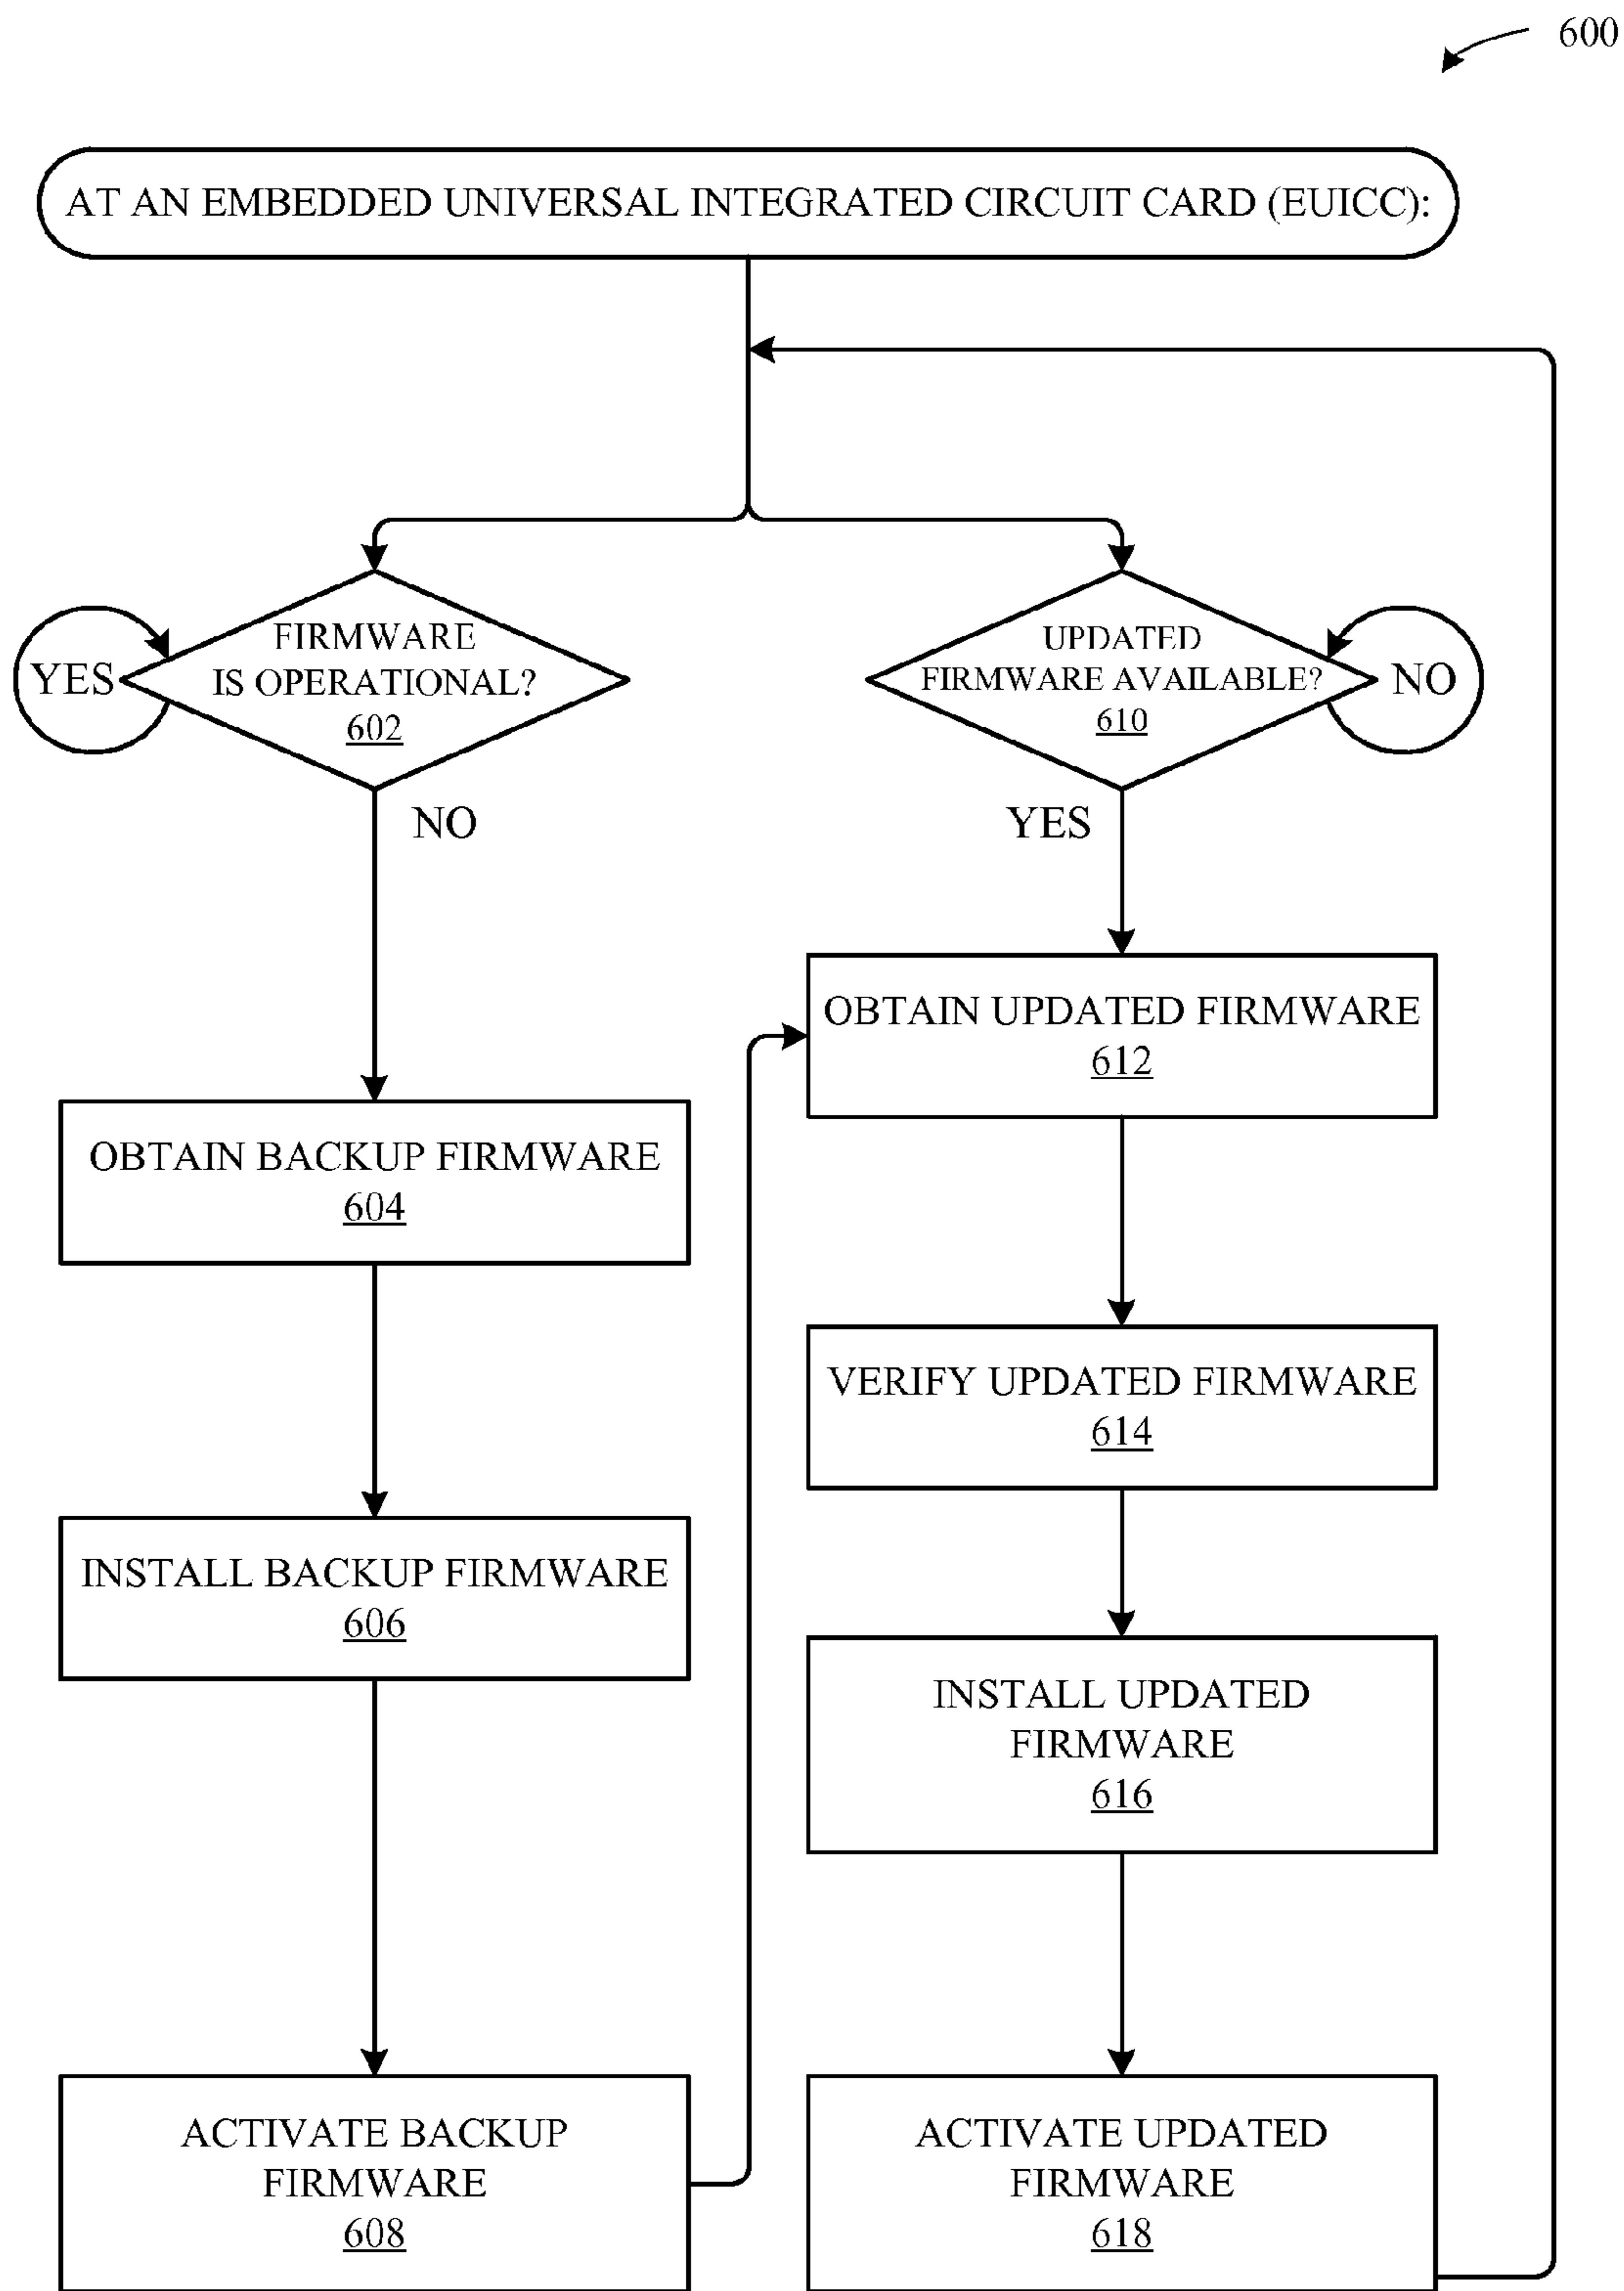 600
AT AN EMBEDDED UNIVERSAL INTEGRATED CIRCUIT CARD (EUICC):
YES
FIRMWARE
IS OPERATIONAL?
602
NO
OBTAIN BACKUP FIRMWARE
604
INSTALL BACKUP FIRMWARE
606
ACTIVATE BACKUP
FIRMWARE
608
UPDATED
FIRMWARE AVAILABLE?
610
NO
YES
OBTAIN UPDATED FIRMWARE
612
VERIFY UPDATED FIRMWARE
614
INSTALL UPDATED
FIRMWARE
616
ACTIVATE UPDATED
FIRMWARE
618